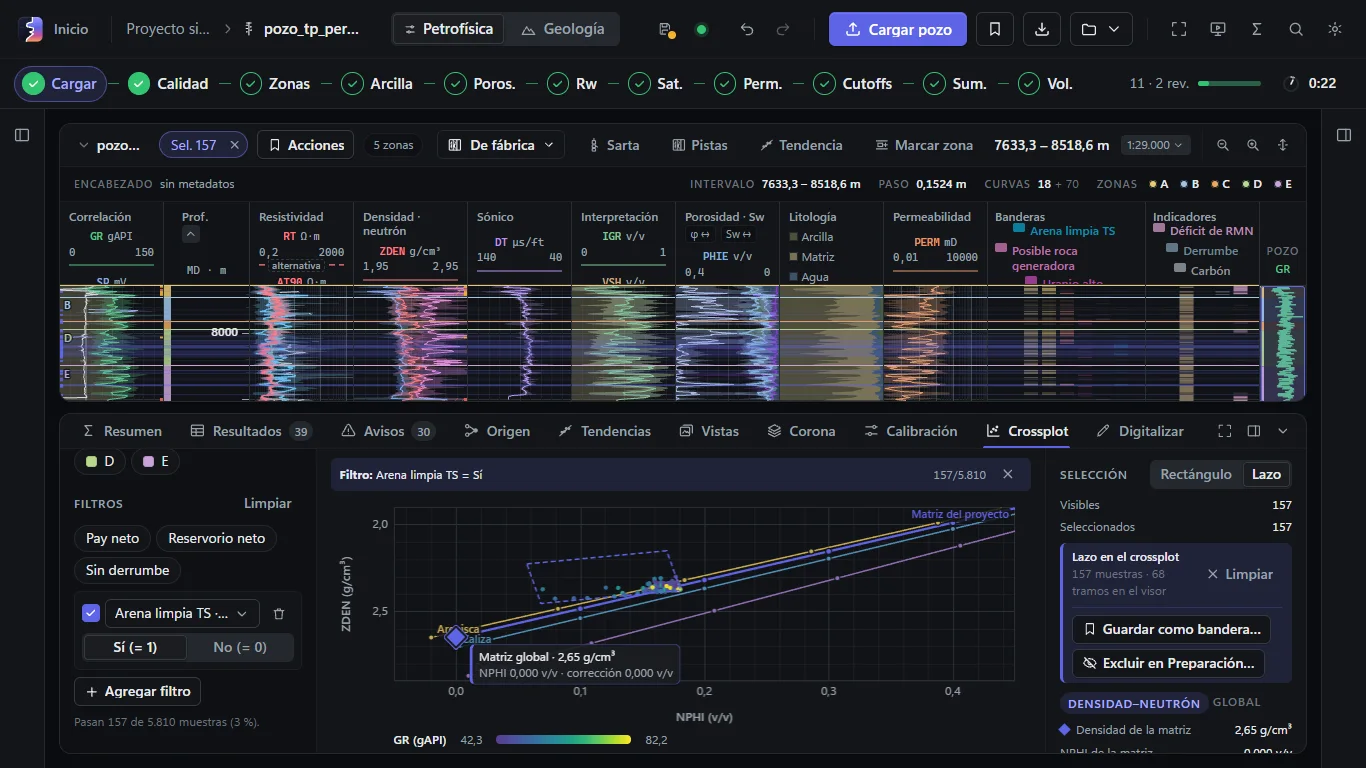 Inicio
Proyecto si...
pozo_tp_per...
Petrofísica
Geología
Cargar pozo
Cargar
Calidad
Zonas
Arcilla
Poros.
Rw
Sat.
Perm.
Cutoffs
Sum.
Vol.
11 · 2 rev.
0:22
pozo...
Sel. 157
Acciones
5 zonas
De fábrica
Sarta
Pistas
Tendencia
Marcar zona
7633,3 – 8518,6 m
1:29.000
ENCABEZADO sin metadatos
INTERVALO 7633,3 – 8518,6 m
PASO 0,1524 m
CURVAS 18 + 70
ZONAS A B C D E
Correlación
GR gAPI
0 150
SP mV
Prof.
MD · m
Resistividad
RT Ω·m
0,2 2000
alternativa
AT90 Ω·m
Densidad ·
neutrón
ZDEN g/cm³
1,95 2,95
Sónico
DT µs/ft
140 40
Interpretación
IGR v/v
0 1
VSH v/v
Porosidad · Sw
φ ↔ Sw ↔
PHIE v/v
0,4 0
Litología
Arcilla
Matriz
Agua
Permeabilidad
PERM mD
0,01 10000
Banderas
Arena limpia TS
Posible roca
generadora
Uranio alto
Indicadores
Déficit de RMN
Derrumbe
Carbón
POZO
GR
B
D
E
8000
Resumen
Resultados 39
Avisos 30
Origen
Tendencias
Vistas
Corona
Calibración
Crossplot
Digitalizar
D
E
FILTROS
Limpiar
Pay neto
Reservorio neto
Sin derrumbe
Arena limpia TS ·...
Sí (= 1)
No (= 0)
Agregar filtro
Pasan 157 de 5.810 muestras (3 %).
Filtro: Arena limpia TS = Sí
157/5.810
Matriz del proyecto
2,0
2,5
ZDEN (g/cm³)
Caliza
Matriz global · 2,65 g/cm³
NPHI 0,000 v/v · corrección 0,000 v/v
0,0 0,1 0,2 0,3 0,4
NPHI (v/v)
GR (gAPI) 42,3 82,2
SELECCIÓN
Rectángulo
Lazo
Visibles 157
Seleccionados 157
Lazo en el crossplot
157 muestras · 68
tramos en el visor
Limpiar
Guardar como bandera...
Excluir en Preparación...
DENSIDAD–NEUTRÓN
GLOBAL
Densidad de la matriz 2,65 g/cm³
NPHI de la matriz 0,000 v/v